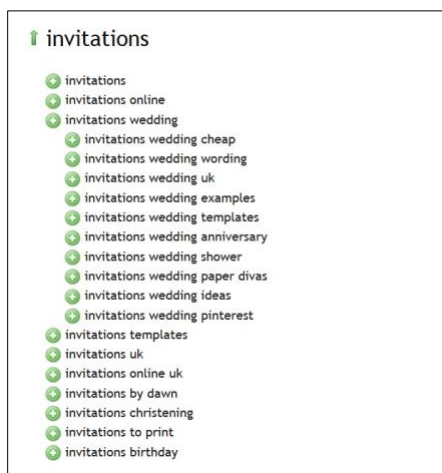 invitations
invitations
invitations online
invitations wedding
invitations wedding cheap
invitations wedding wording
invitations wedding uk
invitations wedding examples
invitations wedding templates
invitations wedding anniversary
invitations wedding shower
invitations wedding paper divas
invitations wedding ideas
invitations wedding pinterest
invitations templates
invitations uk
invitations online uk
invitations by dawn
invitations christening
invitations to print
invitations birthday